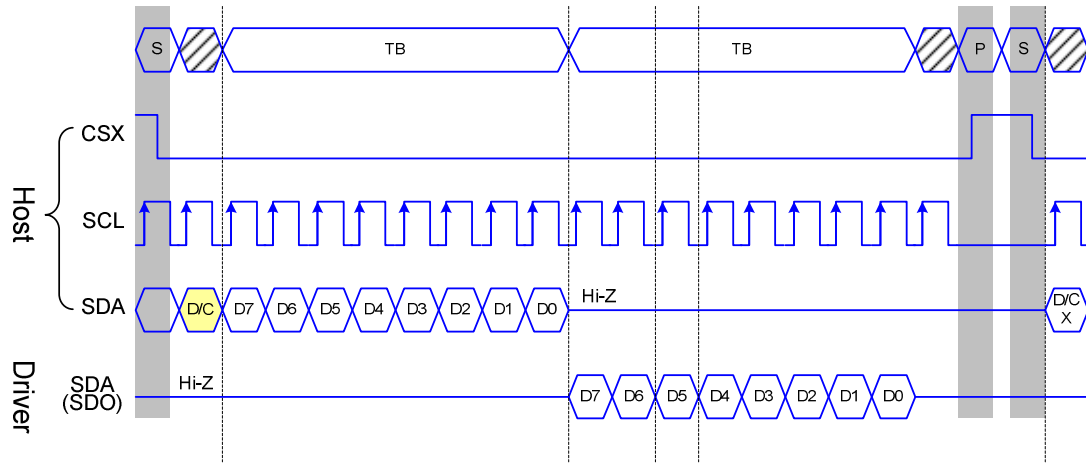 S TB TB P S
Host
CSX
SCL
SDA D/C D7 D6 D5 D4 D3 D2 D1 D0 Hi-Z D/C
X
Driver
SDA
(SDO)
Hi-Z D7 D6 D5 D4 D3 D2 D1 D0